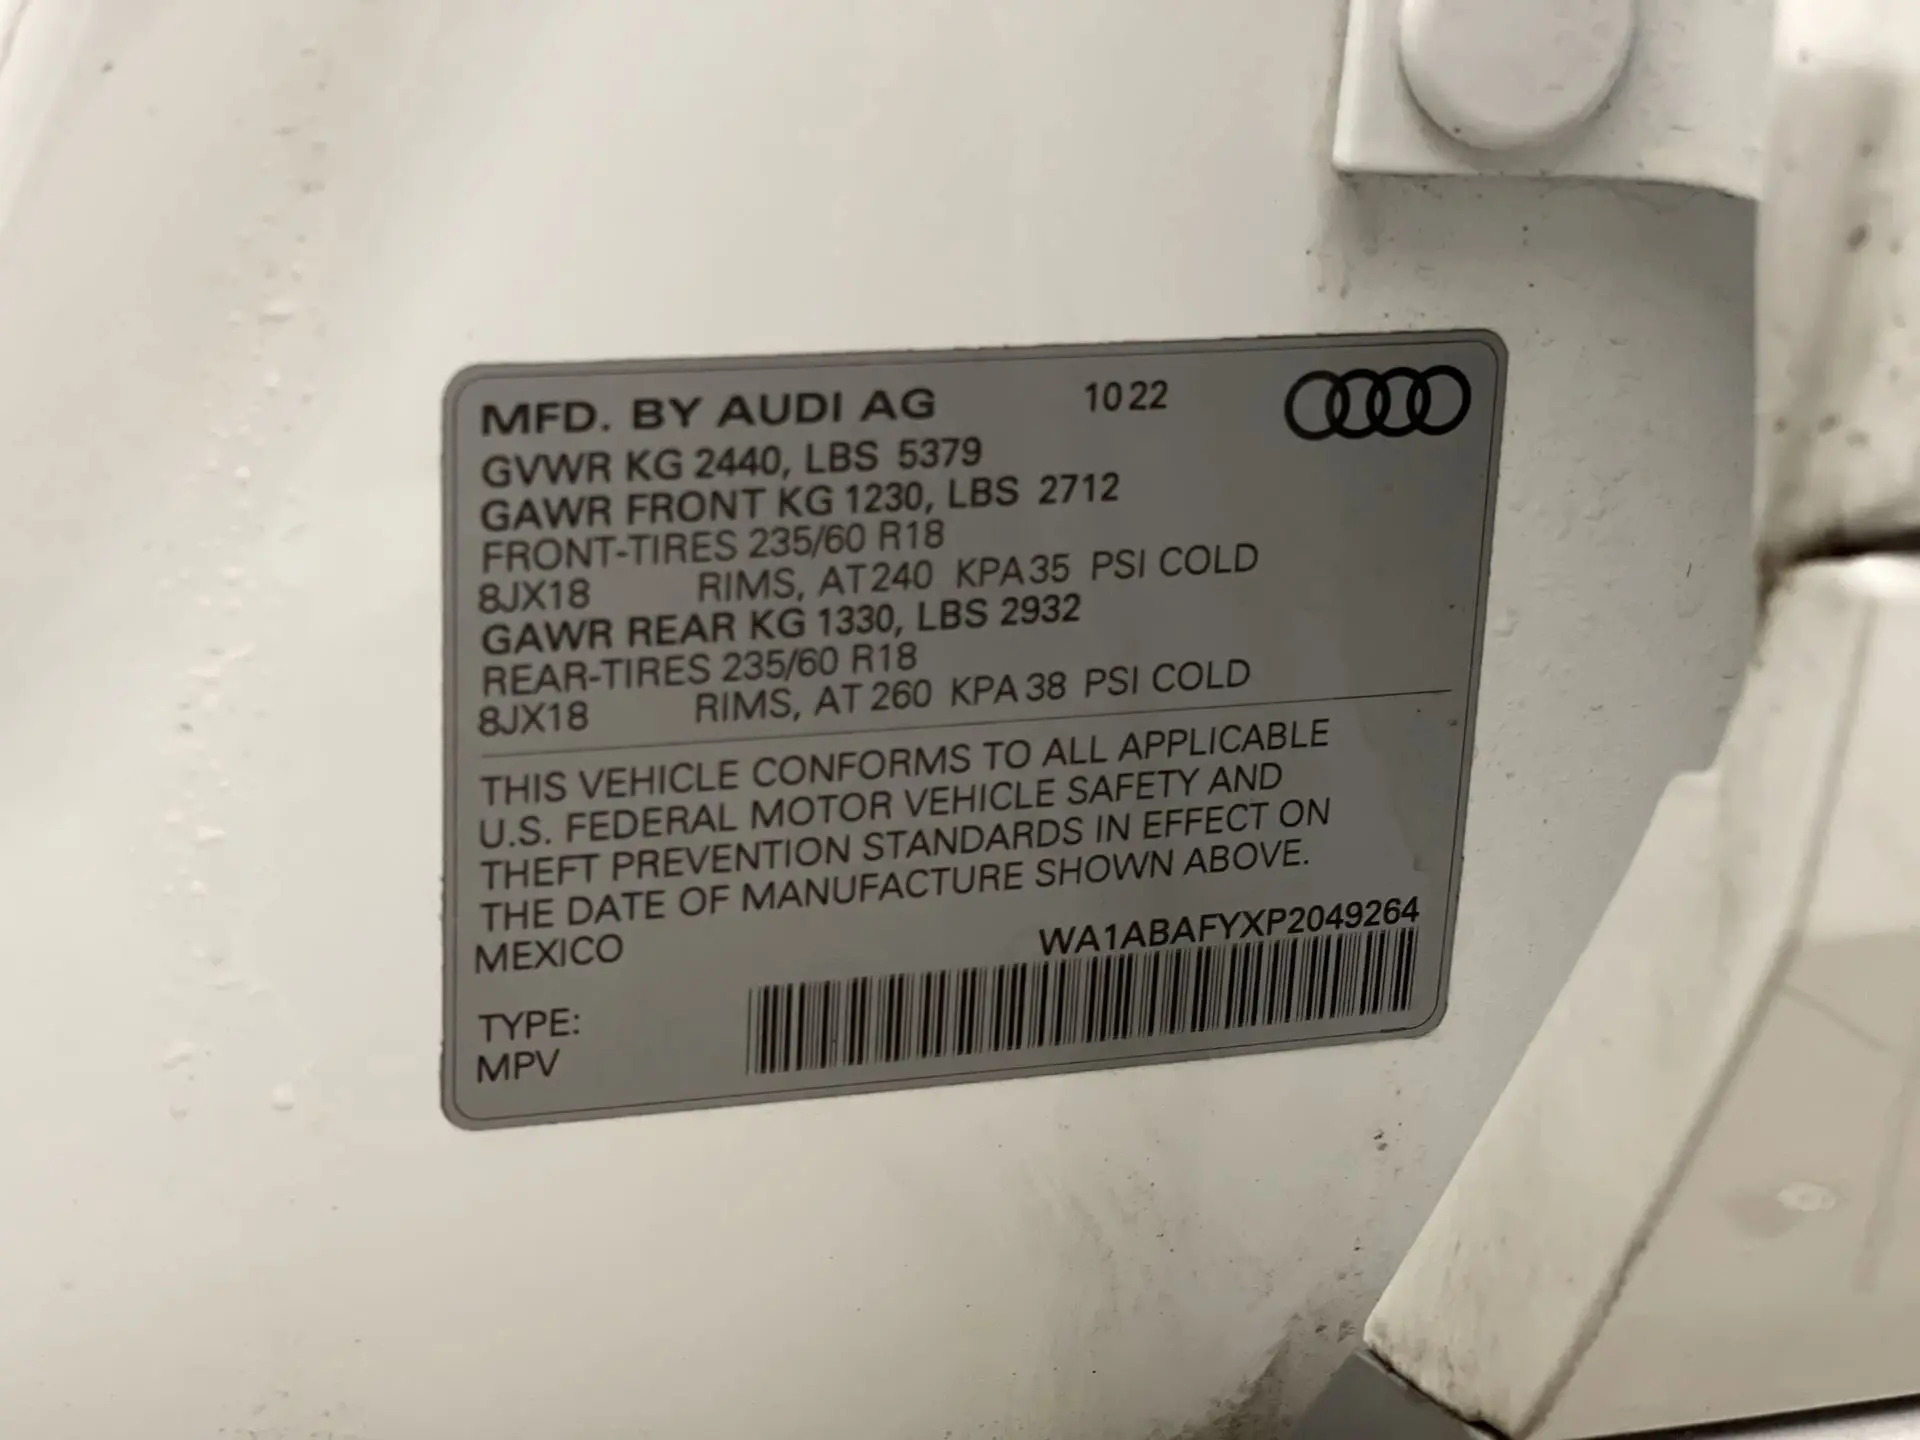 MFD. BY AUDI AG 10 22
GVWR KG 2440, LBS 5379
GAWR FRONT KG 1230, LBS 2712
FRONT-TIRES 235/60 R18
8JX18 RIMS, AT 240 KPA 35 PSI COLD
GAWR REAR KG 1330, LBS 2932
REAR-TIRES 235/60 R18
8JX18 RIMS, AT 260 KPA 38 PSI COLD
THIS VEHICLE CONFORMS TO ALL APPLICABLE
U.S. FEDERAL MOTOR VEHICLE SAFETY AND
THEFT PREVENTION STANDARDS IN EFFECT ON
THE DATE OF MANUFACTURE SHOWN ABOVE.
MEXICO WA1ABAFYXP2049264
TYPE:
MPV